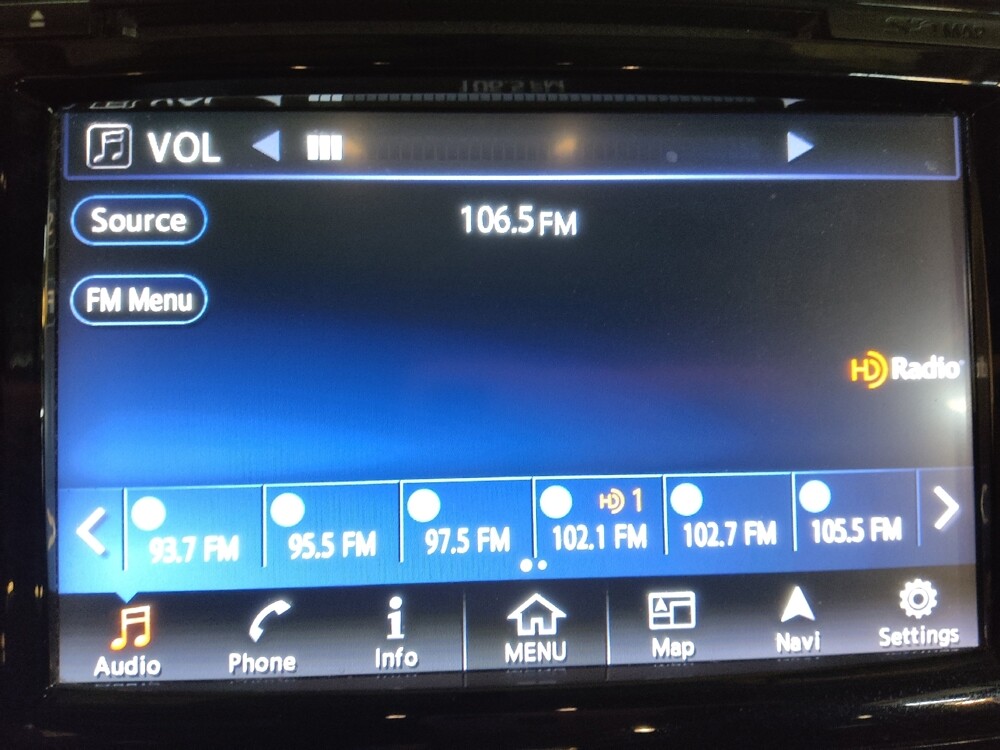 VOL
Source
106.5 FM
FM Menu
HD Radio
93.7 FM
95.5 FM
97.5 FM
HD 1
102.1 FM
102.7 FM
105.5 FM
Audio
Phone
Info
MENU
Map
Navi
Settings